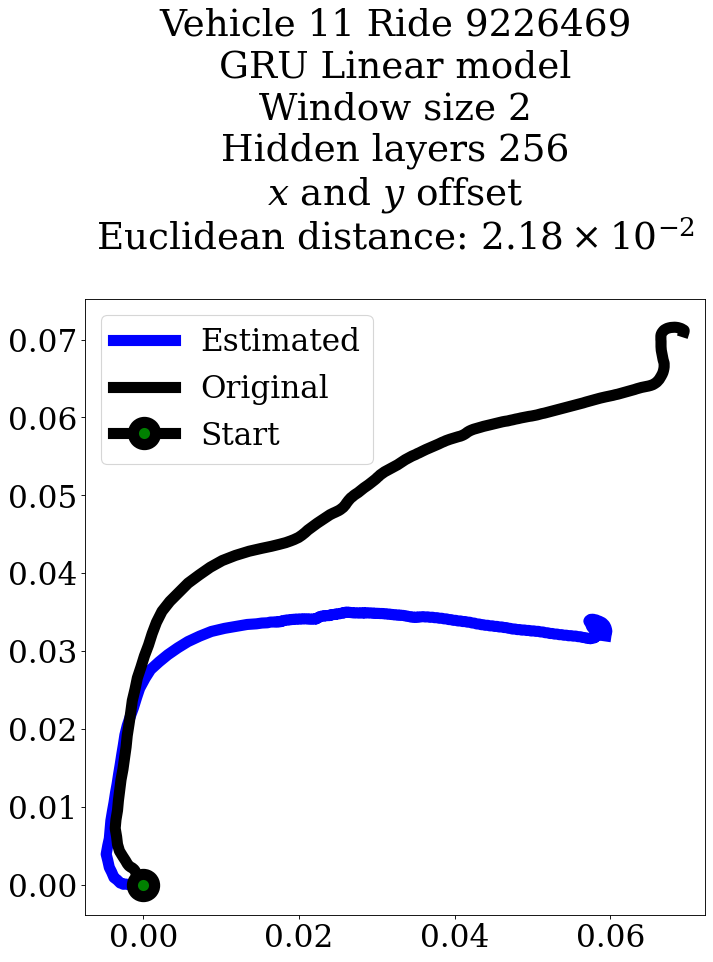 Vehicle 11 Ride 9226469
GRU Linear model
Window size 2
Hidden layers 256
x and y offset
Euclidean distance: 2.18 × 10⁻²
Estimated
Original
Start
0.07
0.06
0.05
0.04
0.03
0.02
0.01
0.00
0.00 0.02 0.04 0.06